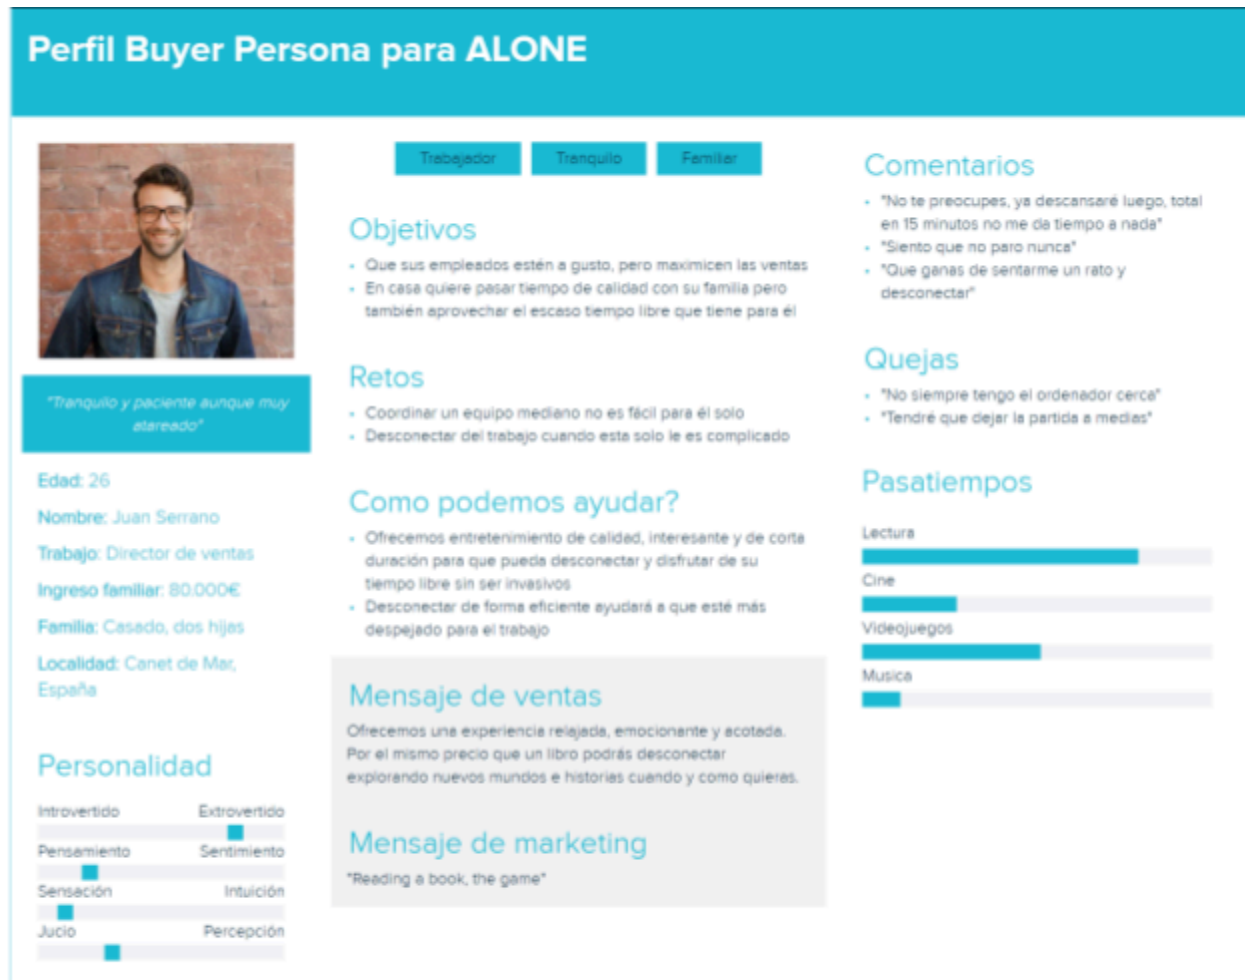 Perfil Buyer Persona para ALONE
"Tranquilo y paciente aunque muy
atareado"
Edad: 26
Nombre: Juan Serrano
Trabajo: Director de ventas
Ingreso familiar: 80.000€
Familia: Casado, dos hijas
Localidad: Canet de Mar,
España
Personalidad
Introvertido Extrovertido
Pensamiento Sentimiento
Sensación Intuición
Jucio Percepción
Trabajador Tranquilo Familiar
Objetivos
• Que sus empleados estén a gusto, pero maximicen las ventas
• En casa quiere pasar tiempo de calidad con su familia pero
también aprovechar el escaso tiempo libre que tiene para él
Retos
• Coordinar un equipo mediano no es fácil para él solo
• Desconectar del trabajo cuando esta solo le es complicado
Como podemos ayudar?
• Ofrecemos entretenimiento de calidad, interesante y de corta
duración para que pueda desconectar y disfrutar de su
tiempo libre sin ser invasivos
• Desconectar de forma eficiente ayudará a que esté más
despejado para el trabajo
Mensaje de ventas
Ofrecemos una experiencia relajada, emocionante y acotada.
Por el mismo precio que un libro podrás desconectar
explorando nuevos mundos e historias cuando y como quieras.
Mensaje de marketing
"Reading a book, the game"
Comentarios
• "No te preocupes, ya descansaré luego, total
en 15 minutos no me da tiempo a nada"
• "Siento que no paro nunca"
• "Que ganas de sentarme un rato y
desconectar"
Quejas
• "No siempre tengo el ordenador cerca"
• "Tendré que dejar la partida a medias"
Pasatiempos
Lectura
Cine
Videojuegos
Musica